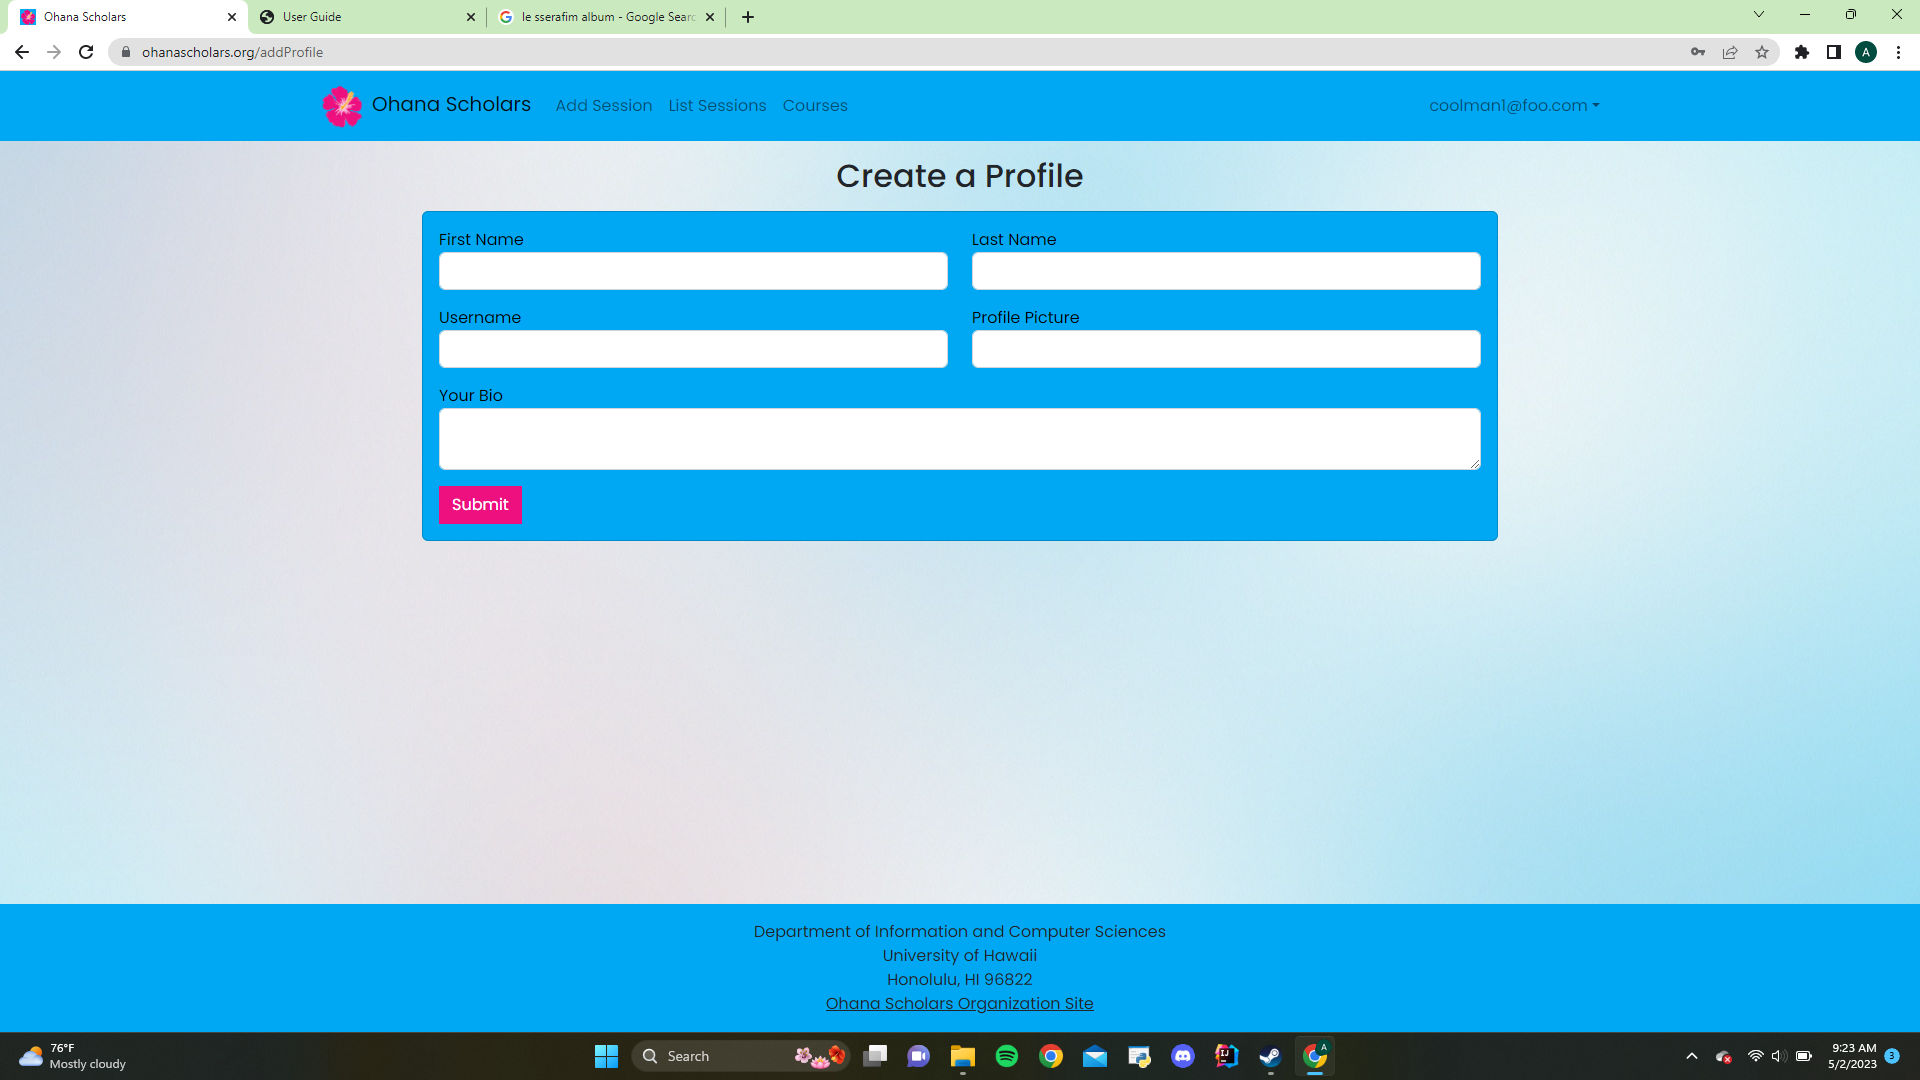 Ohana Scholars
User Guide
le sserafim album - Google Sear
ohanascholars.org/addProfile
A
Ohana Scholars
Add Session
List Sessions
Courses
coolman1@foo.com
Create a Profile
First Name
Last Name
Username
Profile Picture
Your Bio
Submit
Department of Information and Computer Sciences
University of Hawaii
Honolulu, HI 96822
Ohana Scholars Organization Site
76°F
Mostly cloudy
Search
IJ
A
9:23 AM
5/2/2023
3